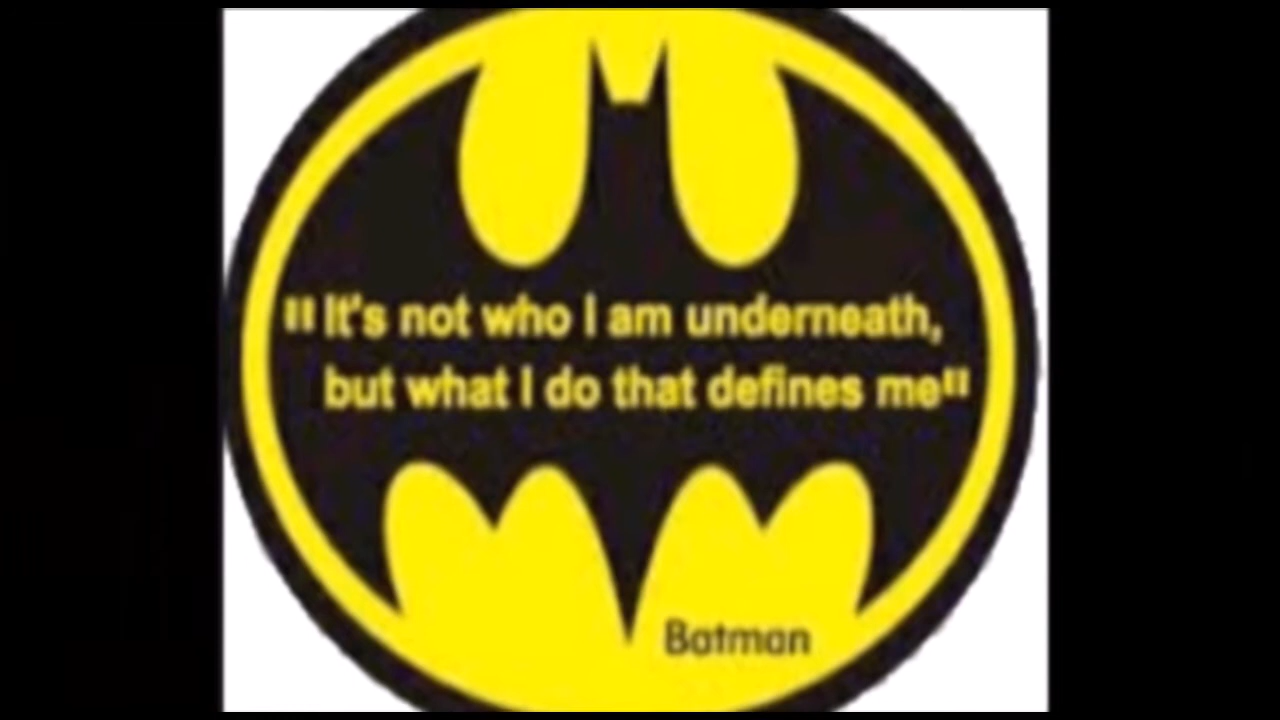 "It's not who I am underneath,
but what I do that defines me"
Batman